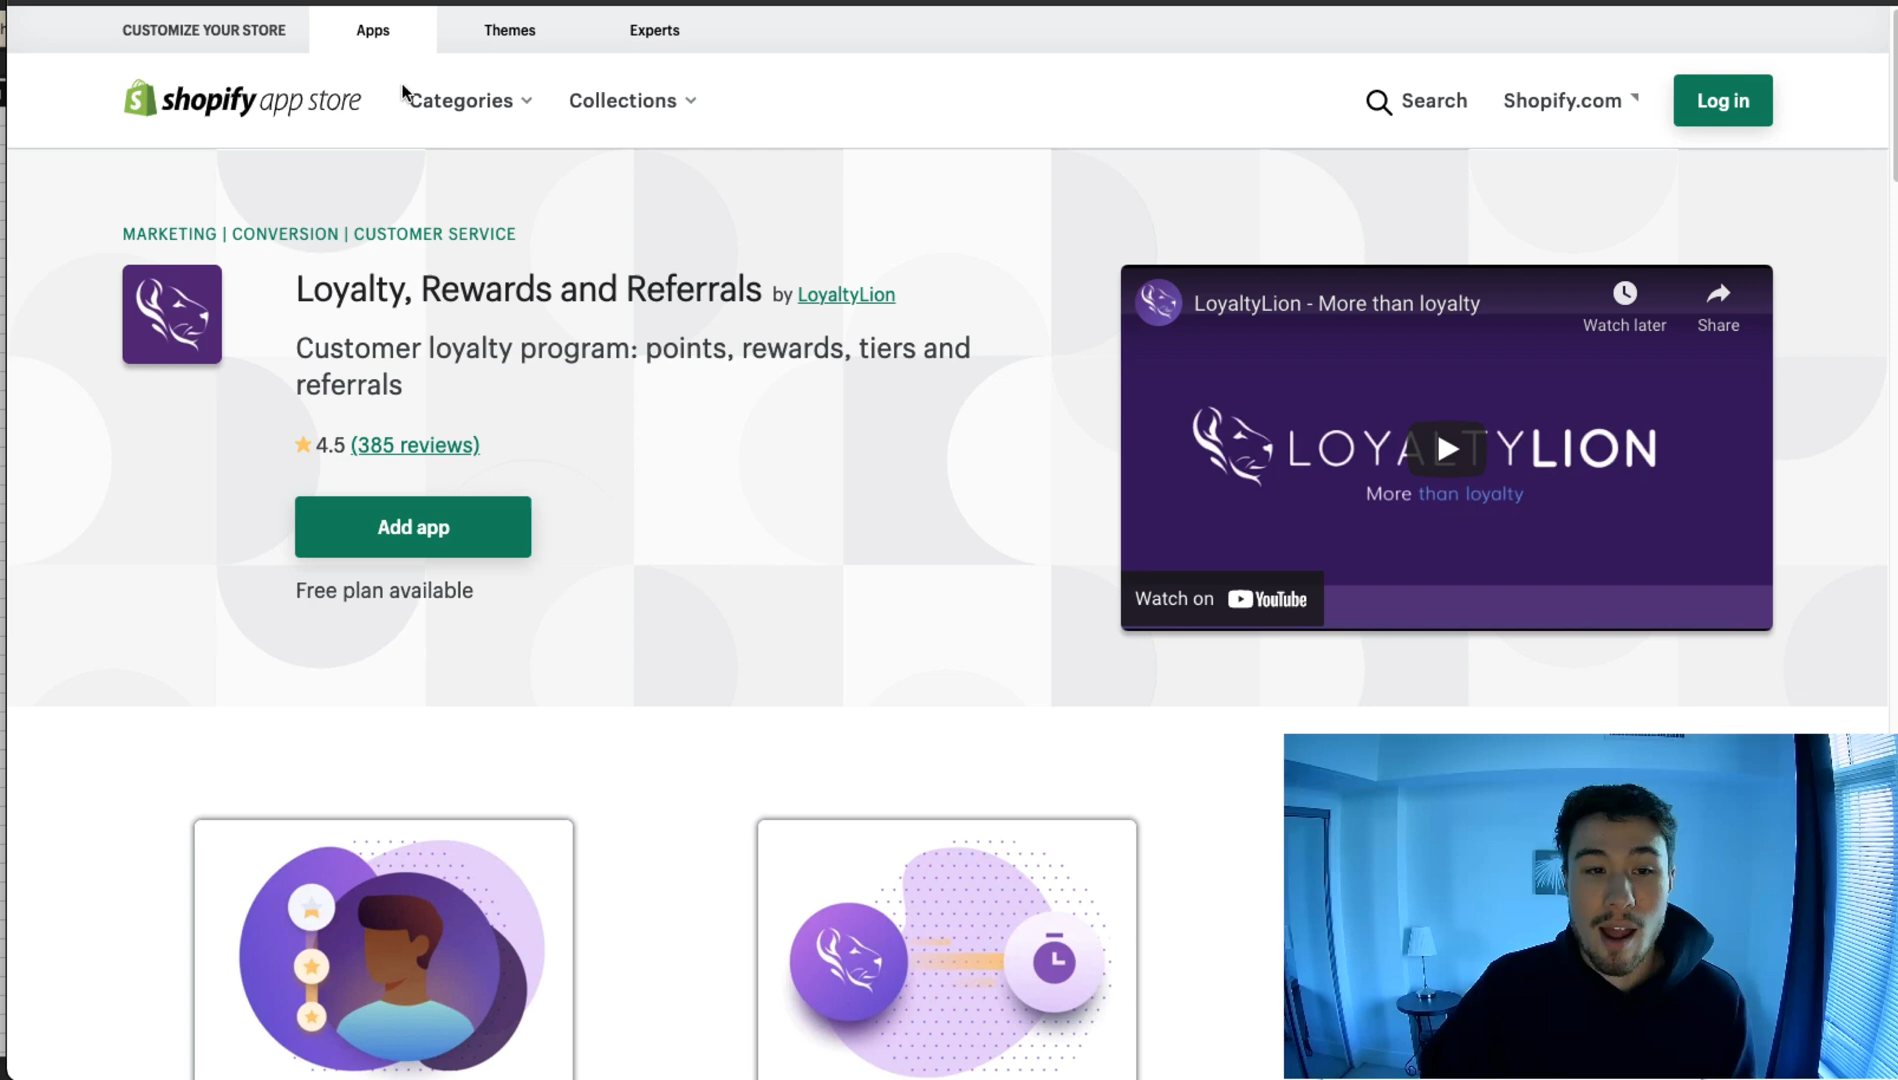 CUSTOMIZE YOUR STORE
Apps
Themes
Experts
shopify app store
Categories
Collections
Search
Shopify.com
Log in
MARKETING | CONVERSION | CUSTOMER SERVICE
Loyalty, Rewards and Referrals by LoyaltyLion
Customer loyalty program: points, rewards, tiers and
referrals
4.5 (385 reviews)
Add app
Free plan available
LoyaltyLion - More than loyalty
Watch later
Share
LOYALTYLION
More than loyalty
Watch on YouTube